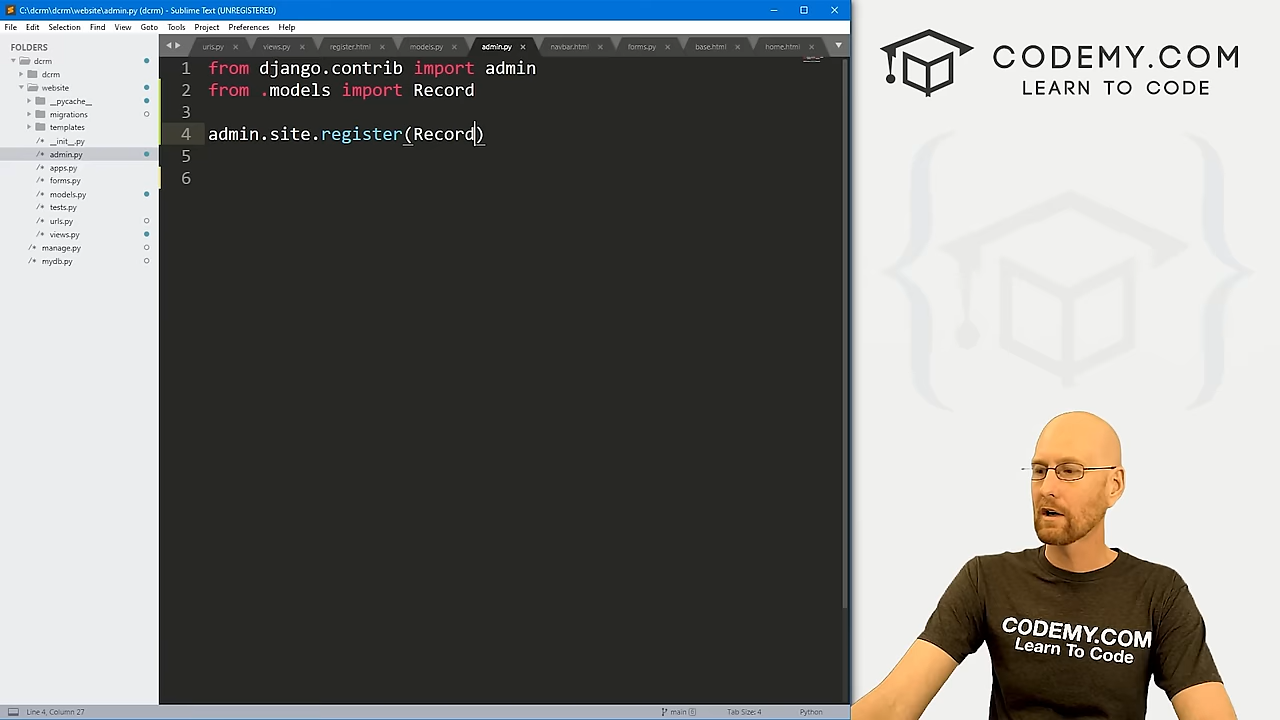 C:\dcrm\dcrm\website\admin.py (dcrm) - Sublime Text (UNREGISTERED)
File Edit Selection Find View Goto Tools Project Preferences Help
FOLDERS
dcrm
dcrm
website
__pycache__
migrations
templates
__init__.py
admin.py
apps.py
forms.py
models.py
tests.py
urls.py
views.py
manage.py
mydb.py
urls.py views.py register.html models.py admin.py navbar.html forms.py base.html home.html
1 from django.contrib import admin
2 from .models import Record
3
4 admin.site.register(Record)
5
6
Line 4, Column 27
main 8
Tab Size: 4
Python
CODEMY.COM
LEARN TO CODE
CODEMY.COM
Learn To Code